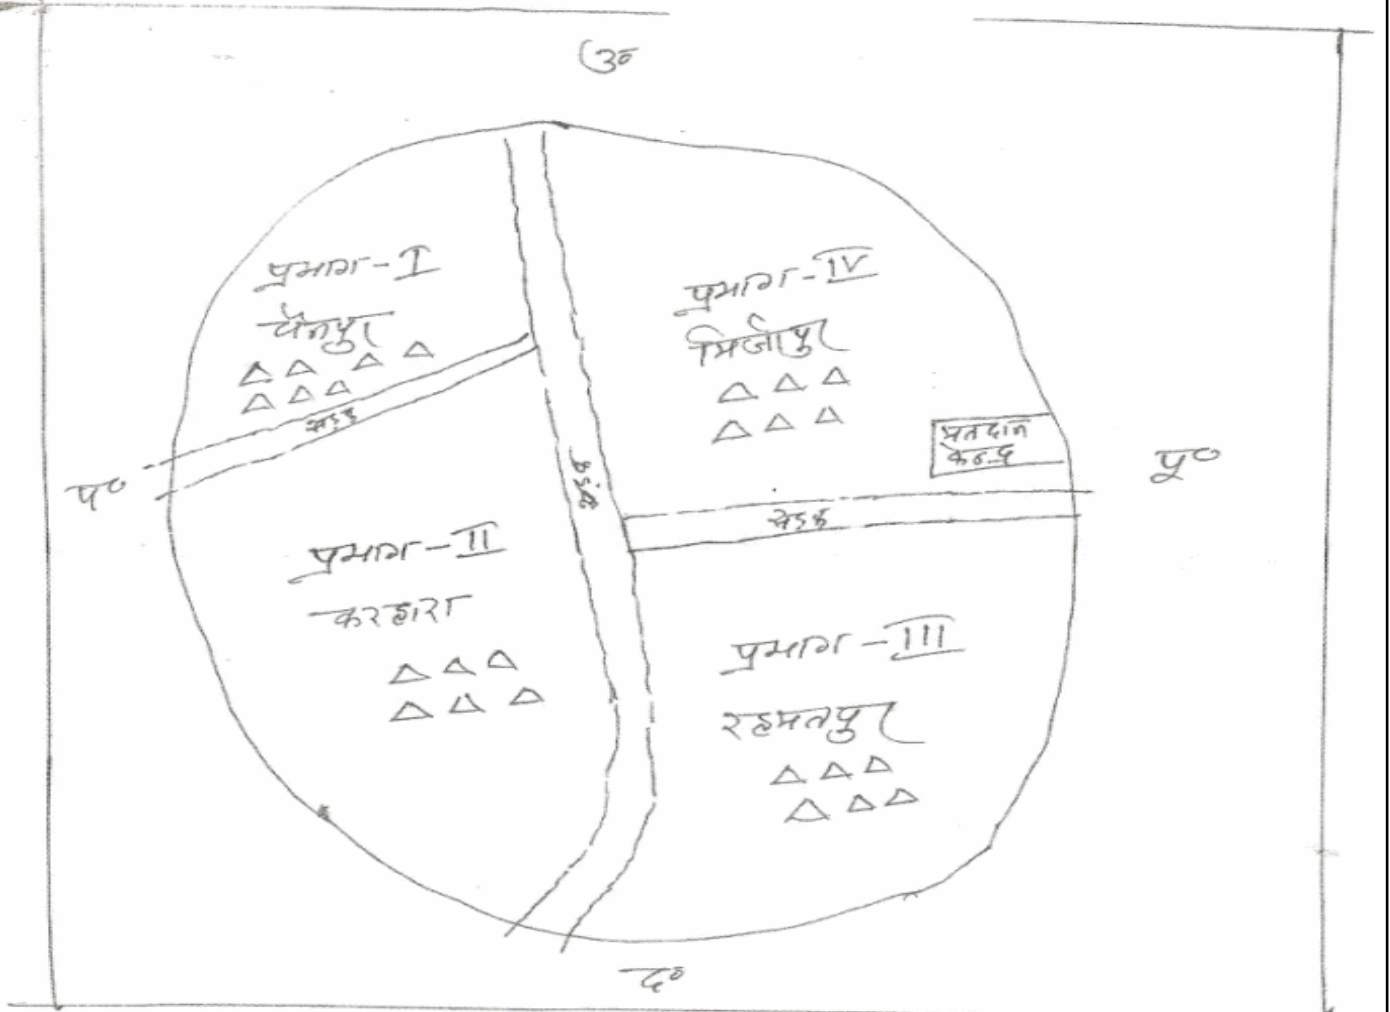 उ०
प्रभाग-I
चैनपुर
सड़क
प्रभाग-IV
मिर्जापुर
मतदान
केन्द्र
प०
पू०
सड़क
सड़क
प्रभाग-II
करहारा
प्रभाग-III
रहमतपुर
द०